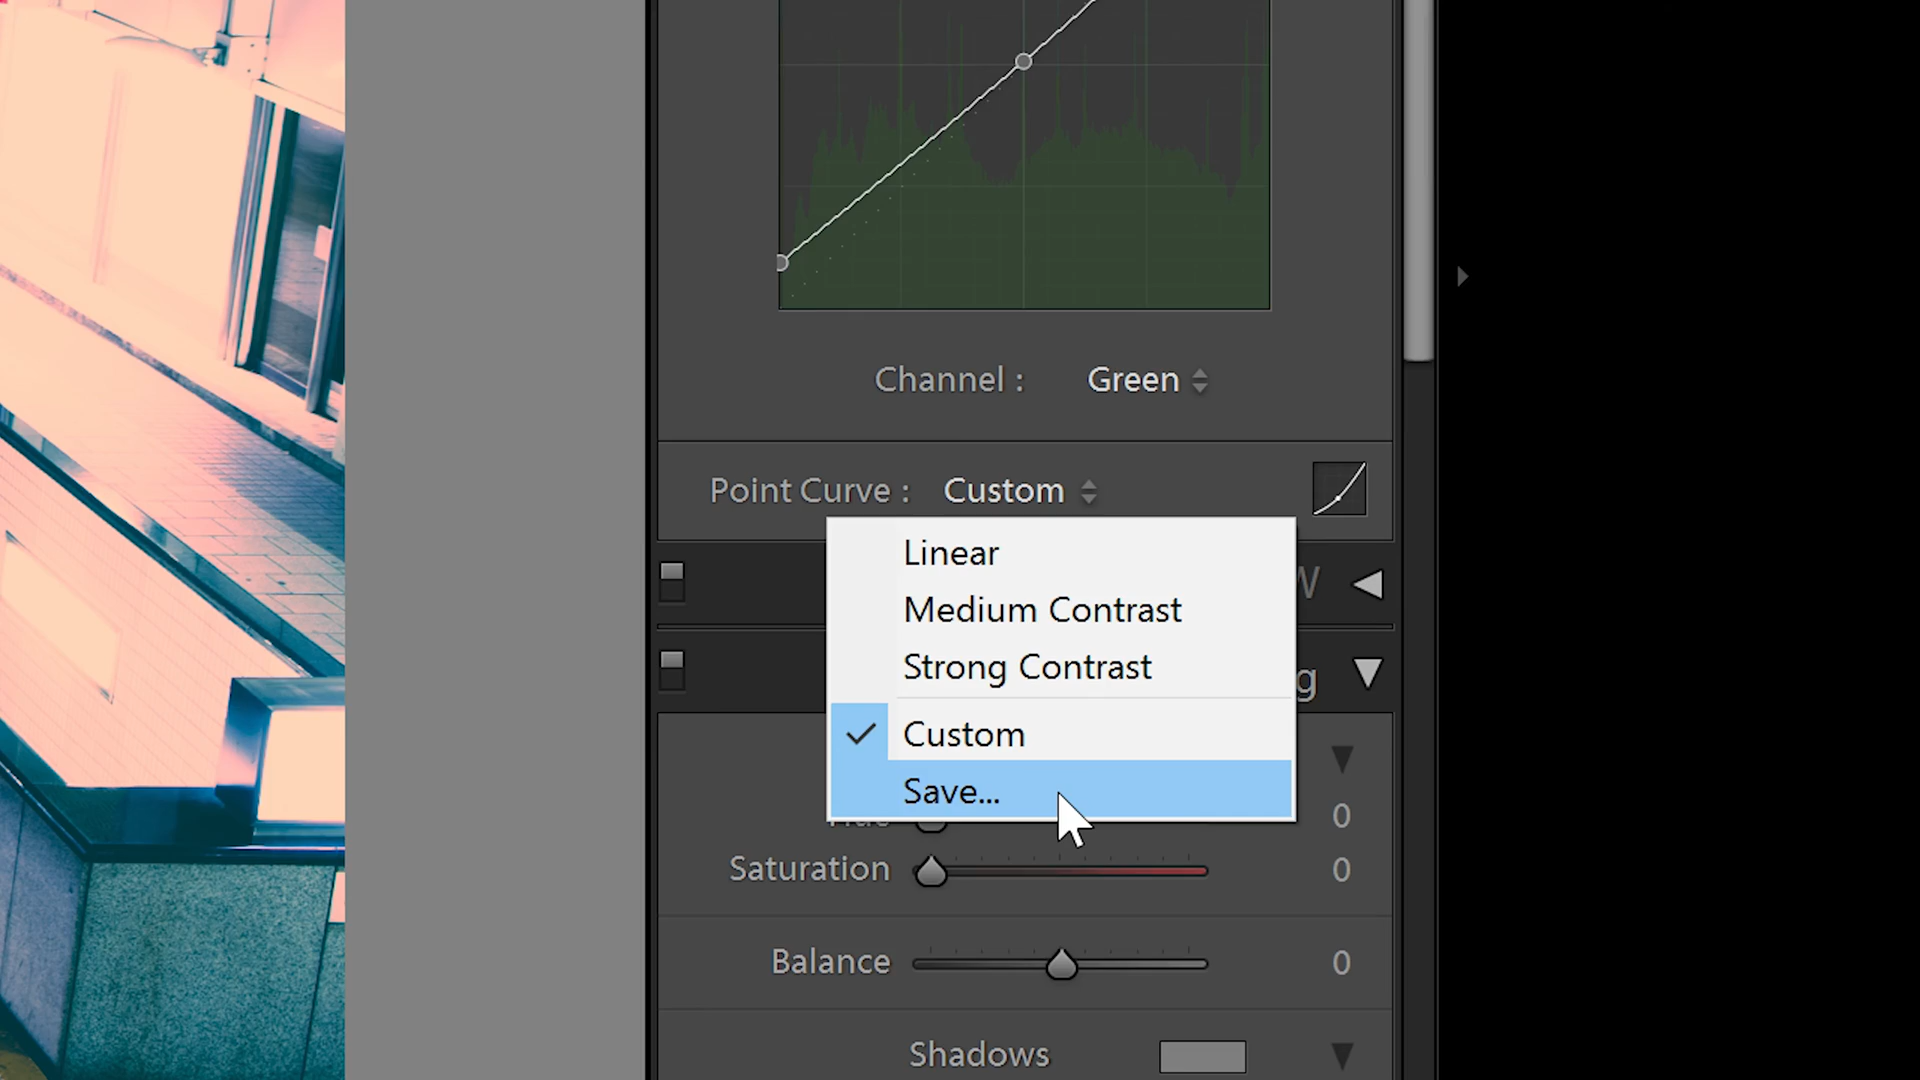 Channel : Green
Point Curve : Custom
Linear
Medium Contrast
Strong Contrast
Custom
Save...
Saturation 0
0
Balance 0
Shadows